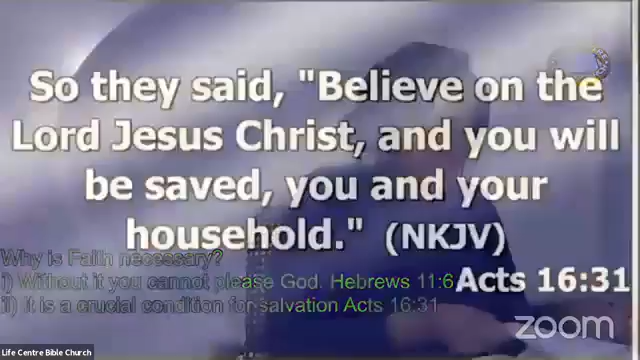 So they said, "Believe on the
Lord Jesus Christ, and you will
be saved, you and your
household." (NKJV)
Acts 16:31
Why is Faith necessary?
i) Without it you cannot please God. Hebrews 11:6
ii) It is a crucial condition for salvation Acts 16:31
zoom
Life Centre Bible Church